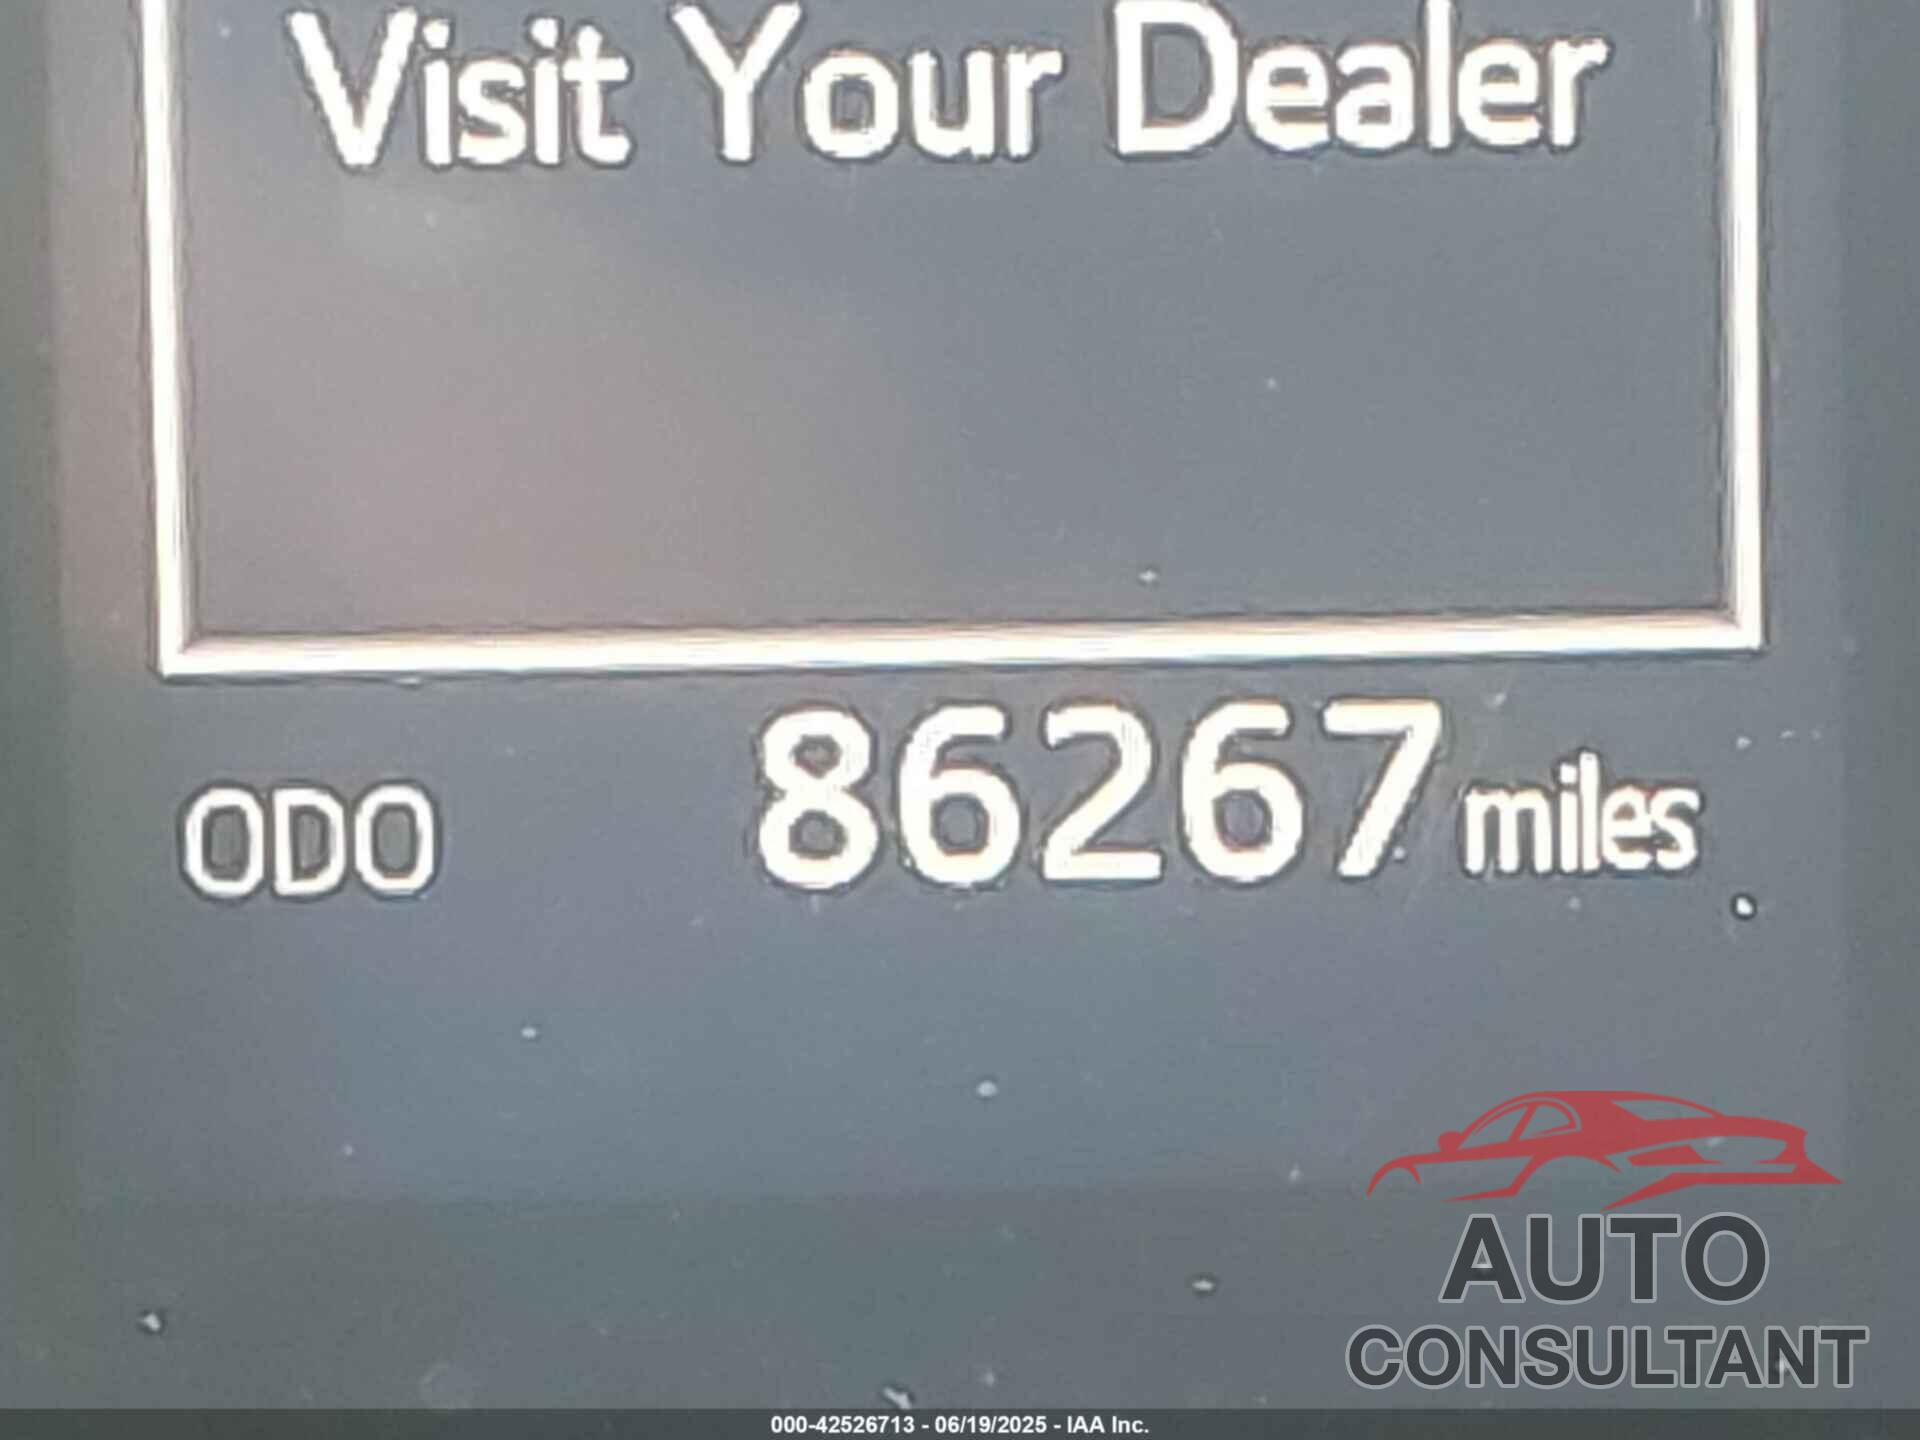 Visit Your Dealer
ODO 86267 miles
AUTO
CONSULTANT
000-42526713 - 06/19/2025 - IAA Inc.